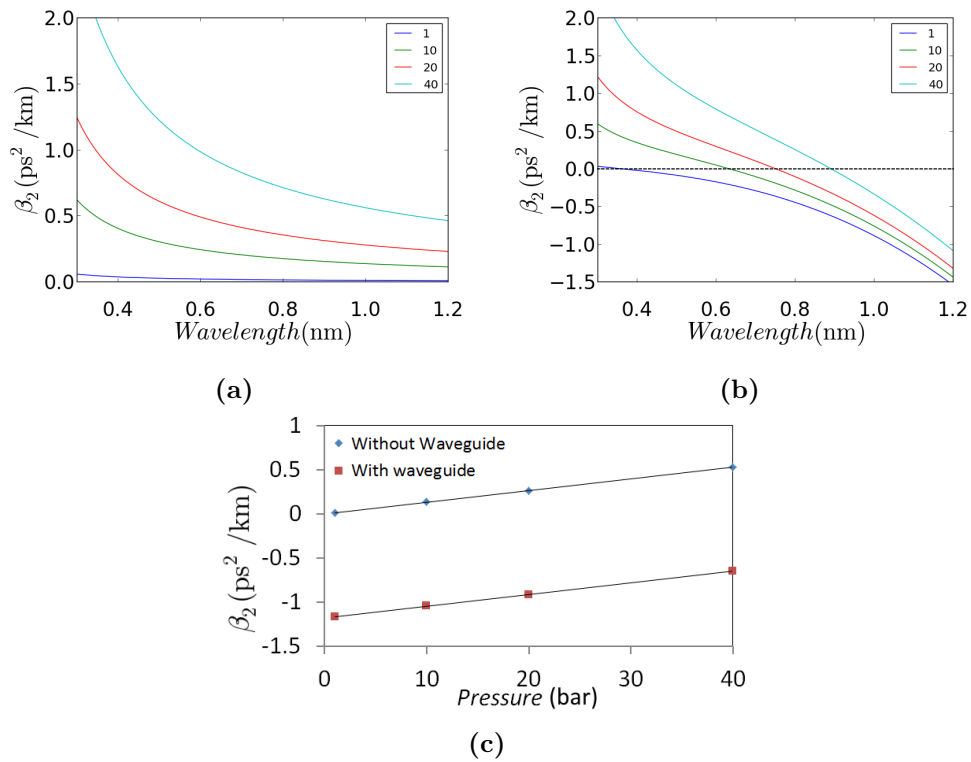 2.0
1.5
1.0
0.5
0.0
β₂(ps² /km)
1
10
20
40
0.4 0.6 0.8 1.0 1.2
Wavelength(nm)
(a)
2.0
1.5
1.0
0.5
0.0
−0.5
−1.0
−1.5
β₂(ps² /km)
1
10
20
40
0.4 0.6 0.8 1.0 1.2
Wavelength(nm)
(b)
1
0.5
0
-0.5
-1
-1.5
β₂(ps² /km)
Without Waveguide
With waveguide
0 10 20 30 40
Pressure (bar)
(c)